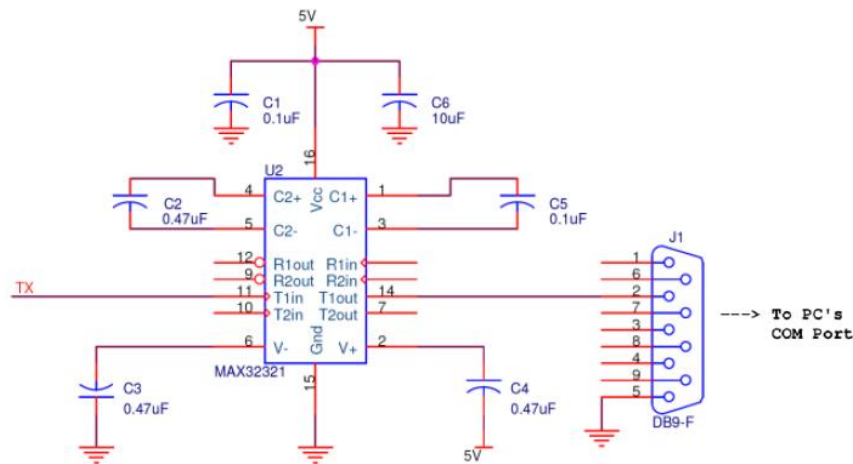 5V
C1
0.1uF
C6
10uF
U2
16
Vcc
4
C2+
C1+
1
C2
0.47uF
C5
0.1uF
5
C2-
C1-
3
12
R1out
R1in
9
R2out
R2in
TX
11
T1in
T1out
14
10
T2in
T2out
7
6
V-
V+
2
Gnd
MAX32321
15
C3
0.47uF
C4
0.47uF
5V
J1
1
6
2
7
3
8
4
9
5
DB9-F
---> To PC's
COM Port